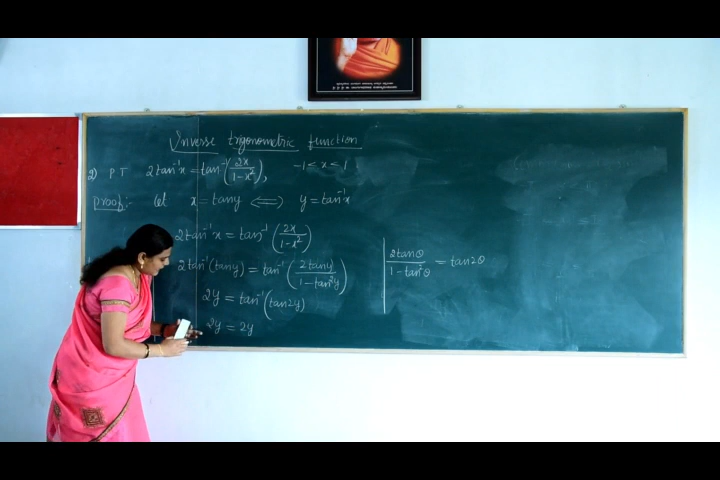 Inverse trigonometric function
2) PT 2tan⁻¹x = tan⁻¹(2x/(1-x²)), -1 < x < 1
Proof:- let x = tany ⟺ y = tan⁻¹x
2tan⁻¹x = tan⁻¹(2x/(1-x²))
2tan⁻¹(tany) = tan⁻¹(2tany/(1-tan²y))
2y = tan⁻¹(tan2y)
2y = 2y
2tanθ/(1-tan²θ) = tan2θ